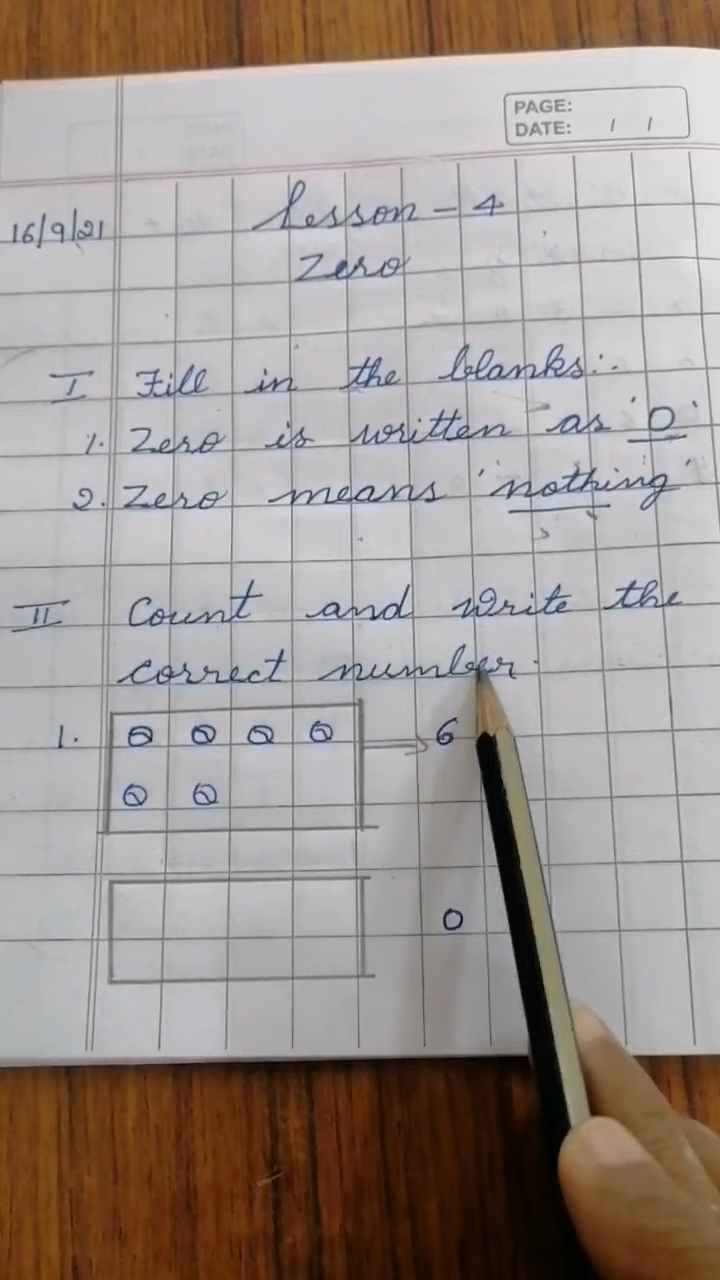 PAGE:
DATE: / /
16/9/21
Lesson - 4
Zero
I Fill in the blanks:.
1. Zero is written as '0'
2. Zero means 'nothing'
II Count and write the
correct number.
1. → 6
0